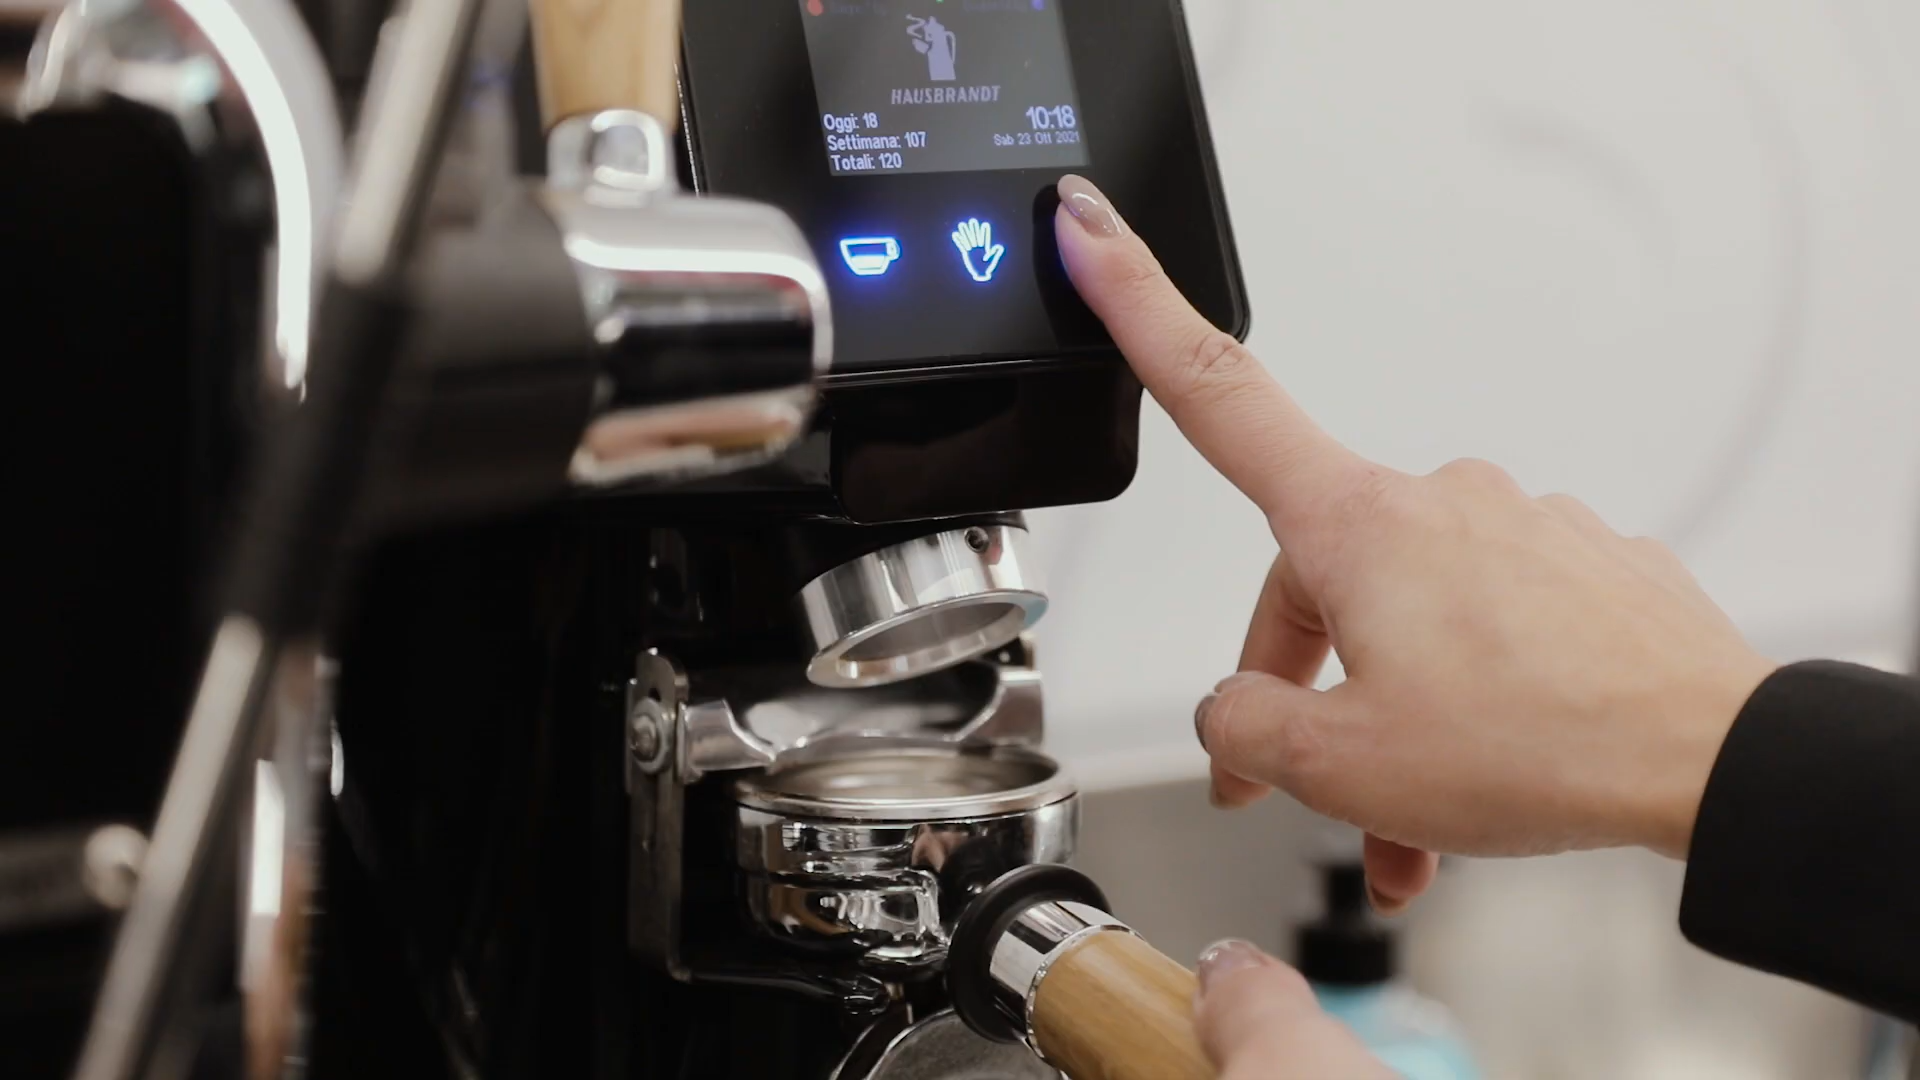 HAUSBRANDT
Oggi: 18
10:18
Settimana: 107
Sab 23 Ott 2021
Totali: 120